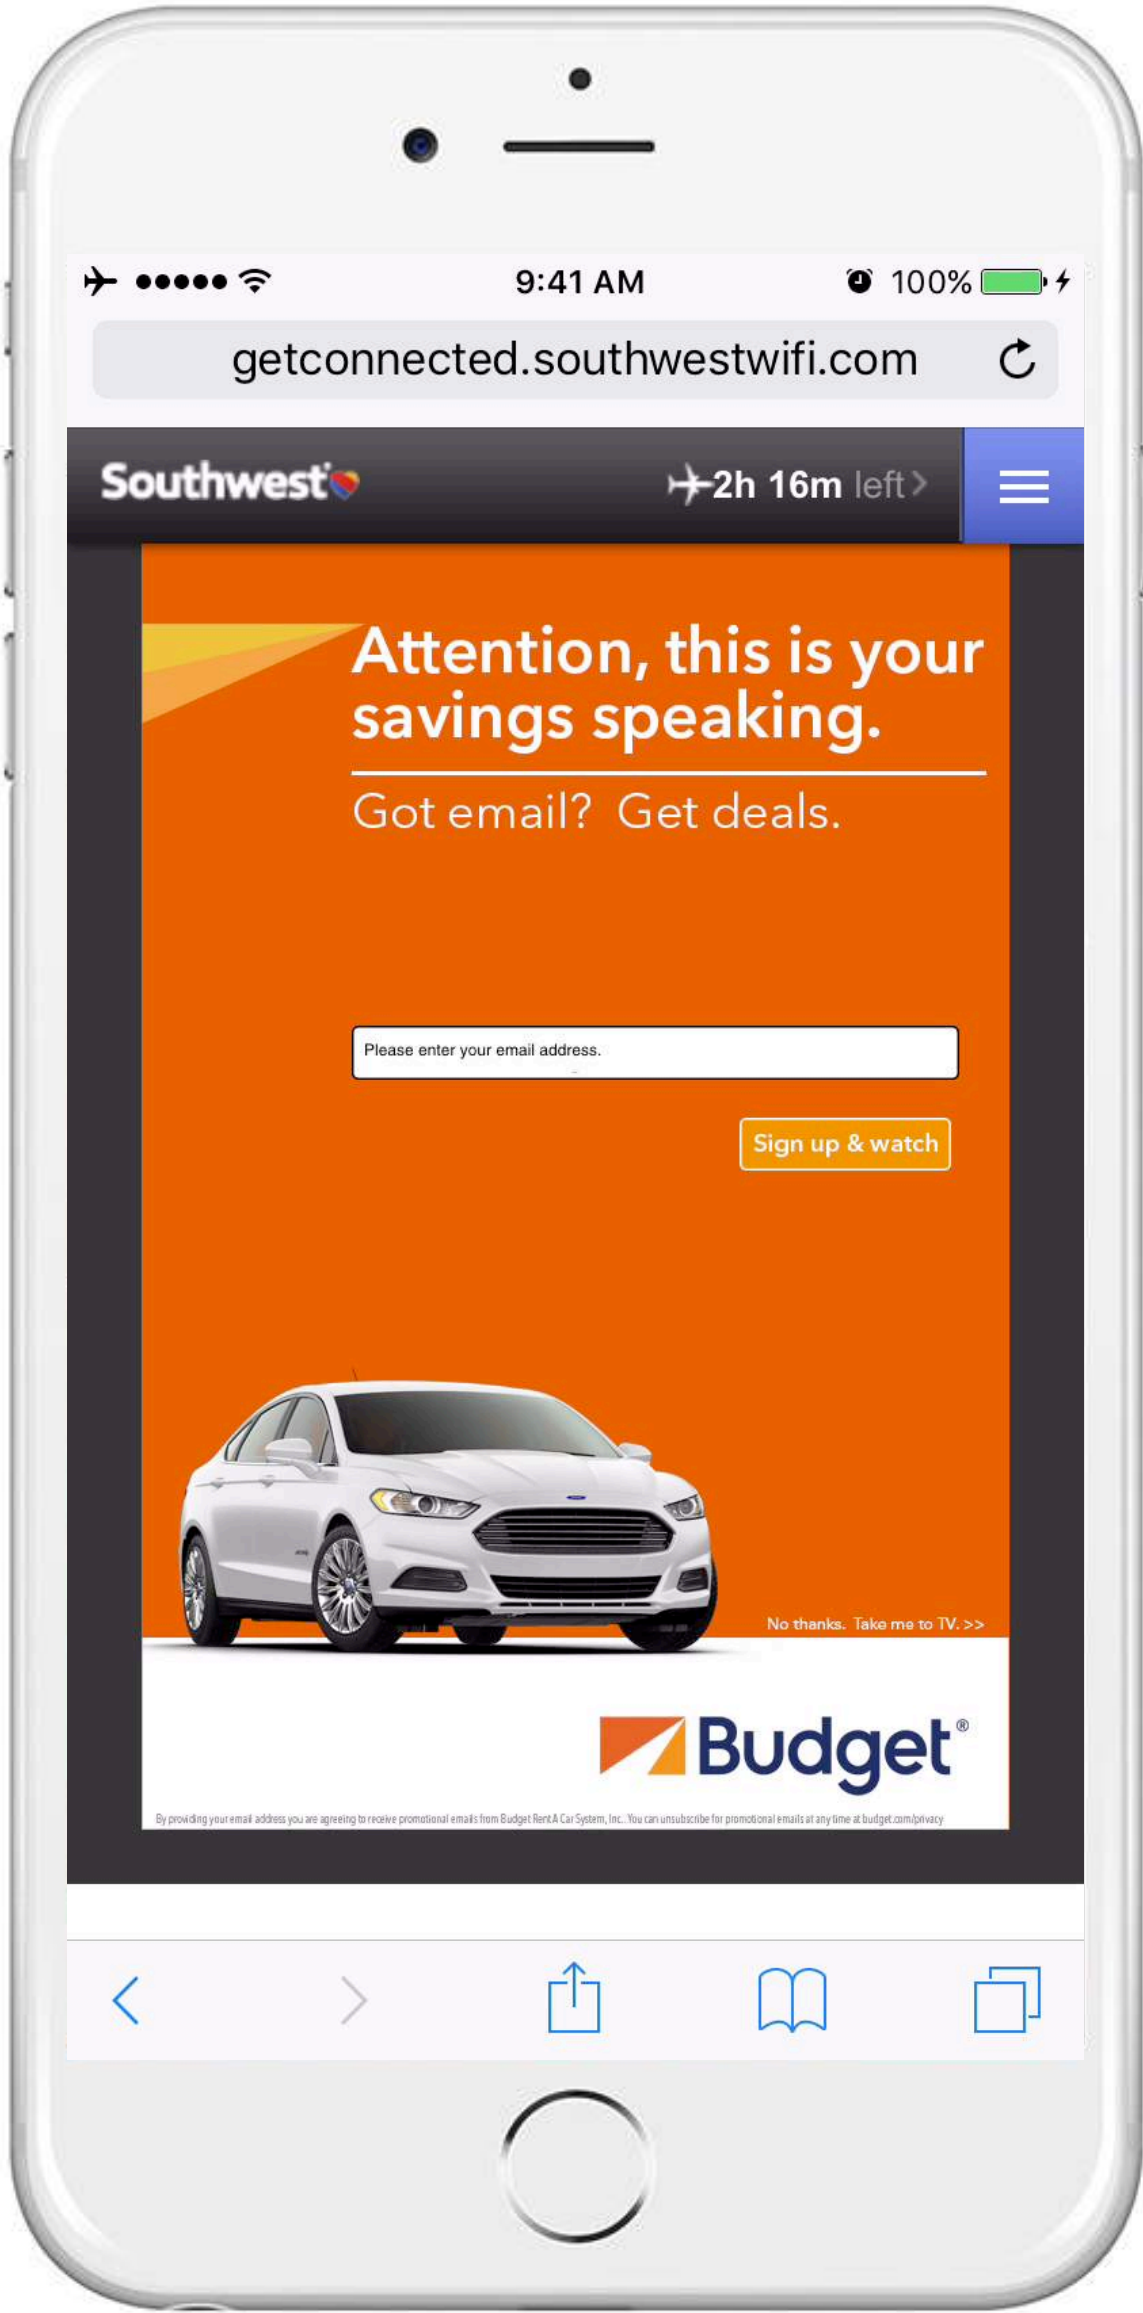 9:41 AM
100%
getconnected.southwestwifi.com
Southwest
2h 16m left
Attention, this is your
savings speaking.
Got email? Get deals.
Please enter your email address.
Sign up & watch
No thanks. Take me to TV. >>
Budget®
By providing your email address you are agreeing to receive promotional emails from Budget Rent A Car System, Inc.. You can unsubscribe for promotional emails at any time at budget.com/privacy